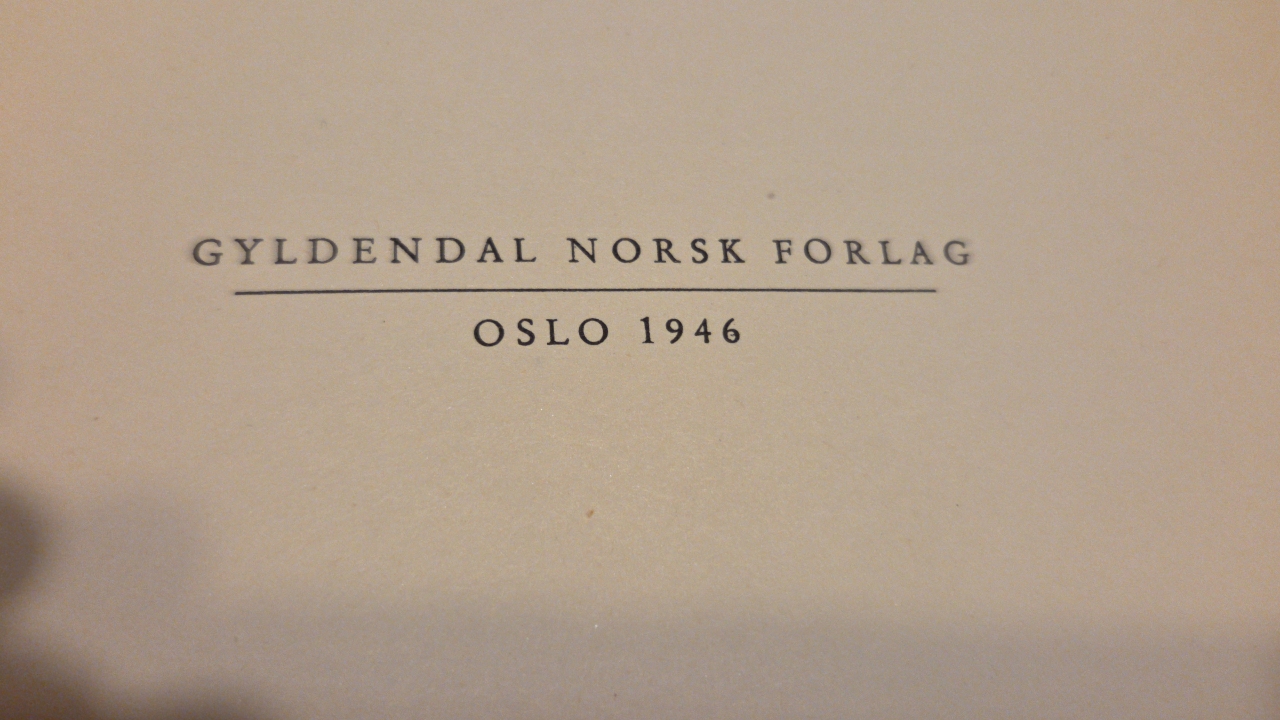 GYLDENDAL NORSK FORLAG
OSLO 1946